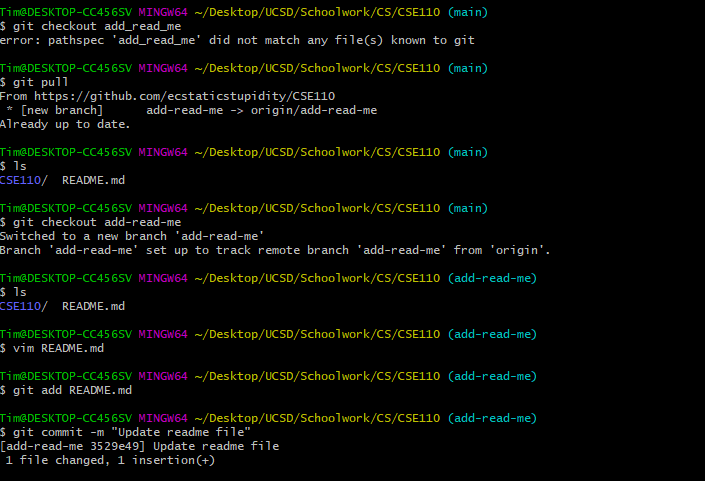 Tim@DESKTOP-CC456SV MINGW64 ~/Desktop/UCSD/Schoolwork/CS/CSE110 (main)
$ git checkout add_read_me
error: pathspec 'add_read_me' did not match any file(s) known to git
Tim@DESKTOP-CC456SV MINGW64 ~/Desktop/UCSD/Schoolwork/CS/CSE110 (main)
$ git pull
From https://github.com/ecstaticstupidity/CSE110
 * [new branch]      add-read-me -> origin/add-read-me
Already up to date.
Tim@DESKTOP-CC456SV MINGW64 ~/Desktop/UCSD/Schoolwork/CS/CSE110 (main)
$ ls
CSE110/  README.md
Tim@DESKTOP-CC456SV MINGW64 ~/Desktop/UCSD/Schoolwork/CS/CSE110 (main)
$ git checkout add-read-me
Switched to a new branch 'add-read-me'
Branch 'add-read-me' set up to track remote branch 'add-read-me' from 'origin'.
Tim@DESKTOP-CC456SV MINGW64 ~/Desktop/UCSD/Schoolwork/CS/CSE110 (add-read-me)
$ ls
CSE110/  README.md
Tim@DESKTOP-CC456SV MINGW64 ~/Desktop/UCSD/Schoolwork/CS/CSE110 (add-read-me)
$ vim README.md
Tim@DESKTOP-CC456SV MINGW64 ~/Desktop/UCSD/Schoolwork/CS/CSE110 (add-read-me)
$ git add README.md
Tim@DESKTOP-CC456SV MINGW64 ~/Desktop/UCSD/Schoolwork/CS/CSE110 (add-read-me)
$ git commit -m "Update readme file"
[add-read-me 3529e49] Update readme file
 1 file changed, 1 insertion(+)